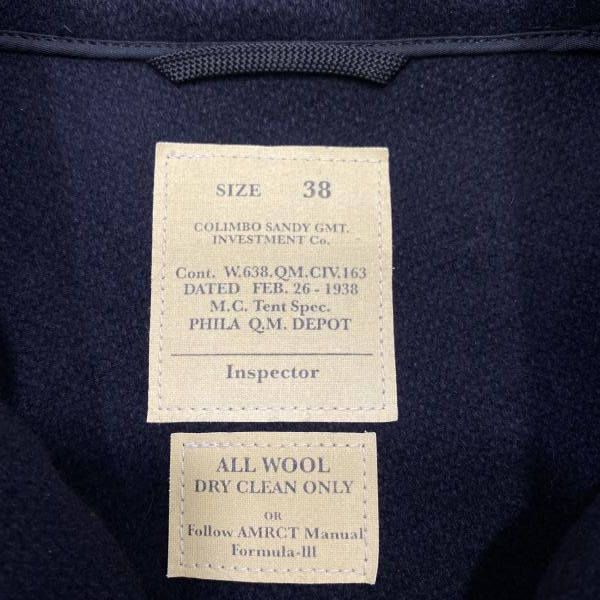 SIZE 38
COLIMBO SANDY GMT.
INVESTMENT Co.
Cont. W.638.QM.CIV.163
DATED FEB. 26 - 1938
M.C. Tent Spec.
PHILA Q.M. DEPOT
Inspector
ALL WOOL
DRY CLEAN ONLY
OR
Follow AMRCT Manual
Formula-lll